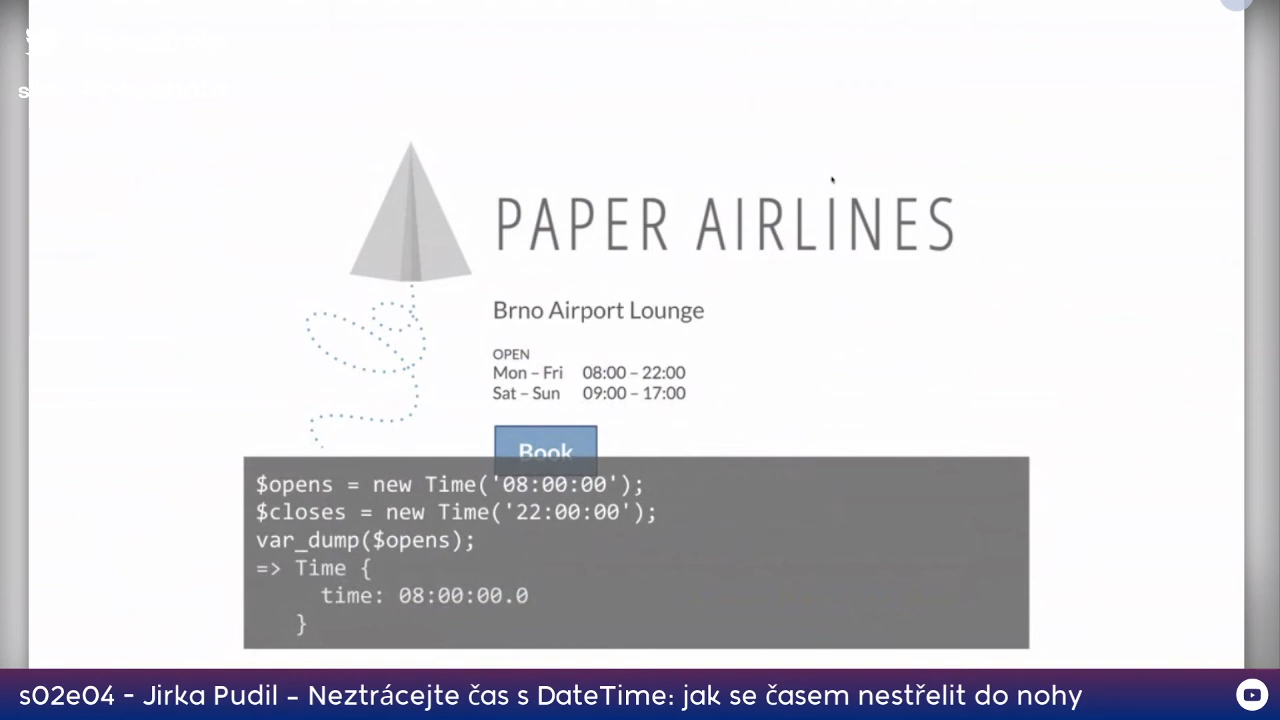 PAPER AIRLINES
Brno Airport Lounge
OPEN
Mon – Fri 08:00 – 22:00
Sat – Sun 09:00 – 17:00
Book
$opens = new Time('08:00:00');
$closes = new Time('22:00:00');
var_dump($opens);
=> Time {
time: 08:00:00.0
}
s02e04 - Jirka Pudil – Neztrácejte čas s DateTime: jak se časem nestřelit do nohy